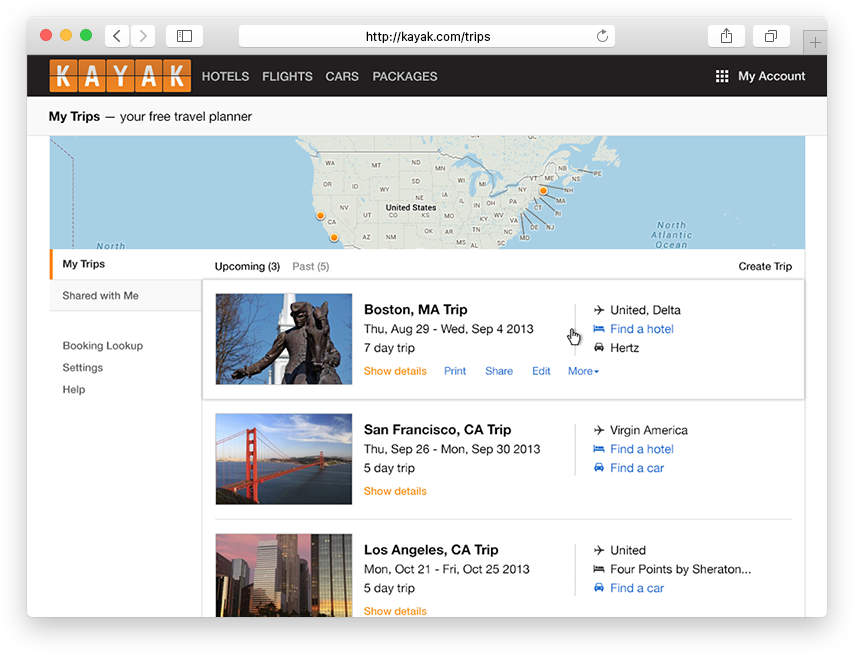 http://kayak.com/trips
KAYAK HOTELS FLIGHTS CARS PACKAGES My Account
My Trips — your free travel planner
WA MT ND MN NB PE
OR ID WY SD WI MI VT ME NS
NV UT CO NE IA IL IN OH PA NY NH MA
CA United States KS MO KY WV VA CT RI
AZ NM OK AR TN NC DE NJ
MS AL SC MD
North
North
Atlantic
Ocean
My Trips
Shared with Me
Booking Lookup
Settings
Help
Upcoming (3) Past (5) Create Trip
Boston, MA Trip
Thu, Aug 29 - Wed, Sep 4 2013
7 day trip
Show details Print Share Edit More
United, Delta
Find a hotel
Hertz
San Francisco, CA Trip
Thu, Sep 26 - Mon, Sep 30 2013
5 day trip
Show details
Virgin America
Find a hotel
Find a car
Los Angeles, CA Trip
Mon, Oct 21 - Fri, Oct 25 2013
5 day trip
Show details
United
Four Points by Sheraton...
Find a car